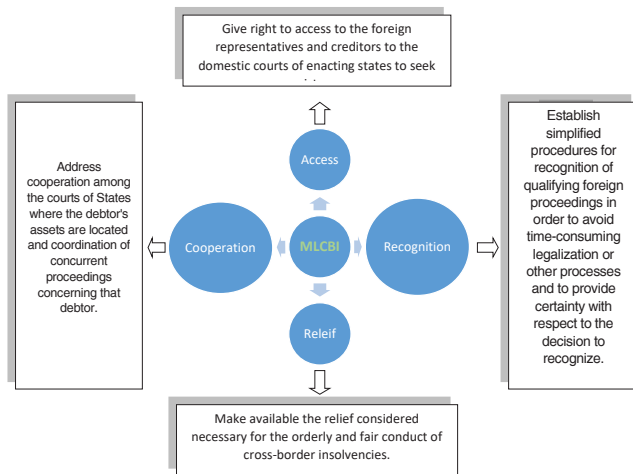 Give right to access to the foreign
representatives and creditors to the
domestic courts of enacting states to seek
Access
Address
cooperation among
the courts of States
where the debtor's
assets are located
and coordination of
concurrent
proceedings
concerning that
debtor.
Cooperation
MLCBI
Recognition
Establish
simplified
procedures for
recognition of
qualifying foreign
proceedings in
order to avoid
time-consuming
legalization or
other processes
and to provide
certainty with
respect to the
decision to
recognize.
Releif
Make available the relief considered
necessary for the orderly and fair conduct of
cross-border insolvencies.